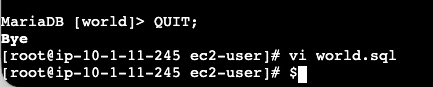 MariaDB [world]> QUIT;
Bye
[root@ip-10-1-11-245 ec2-user]# vi world.sql
[root@ip-10-1-11-245 ec2-user]# $